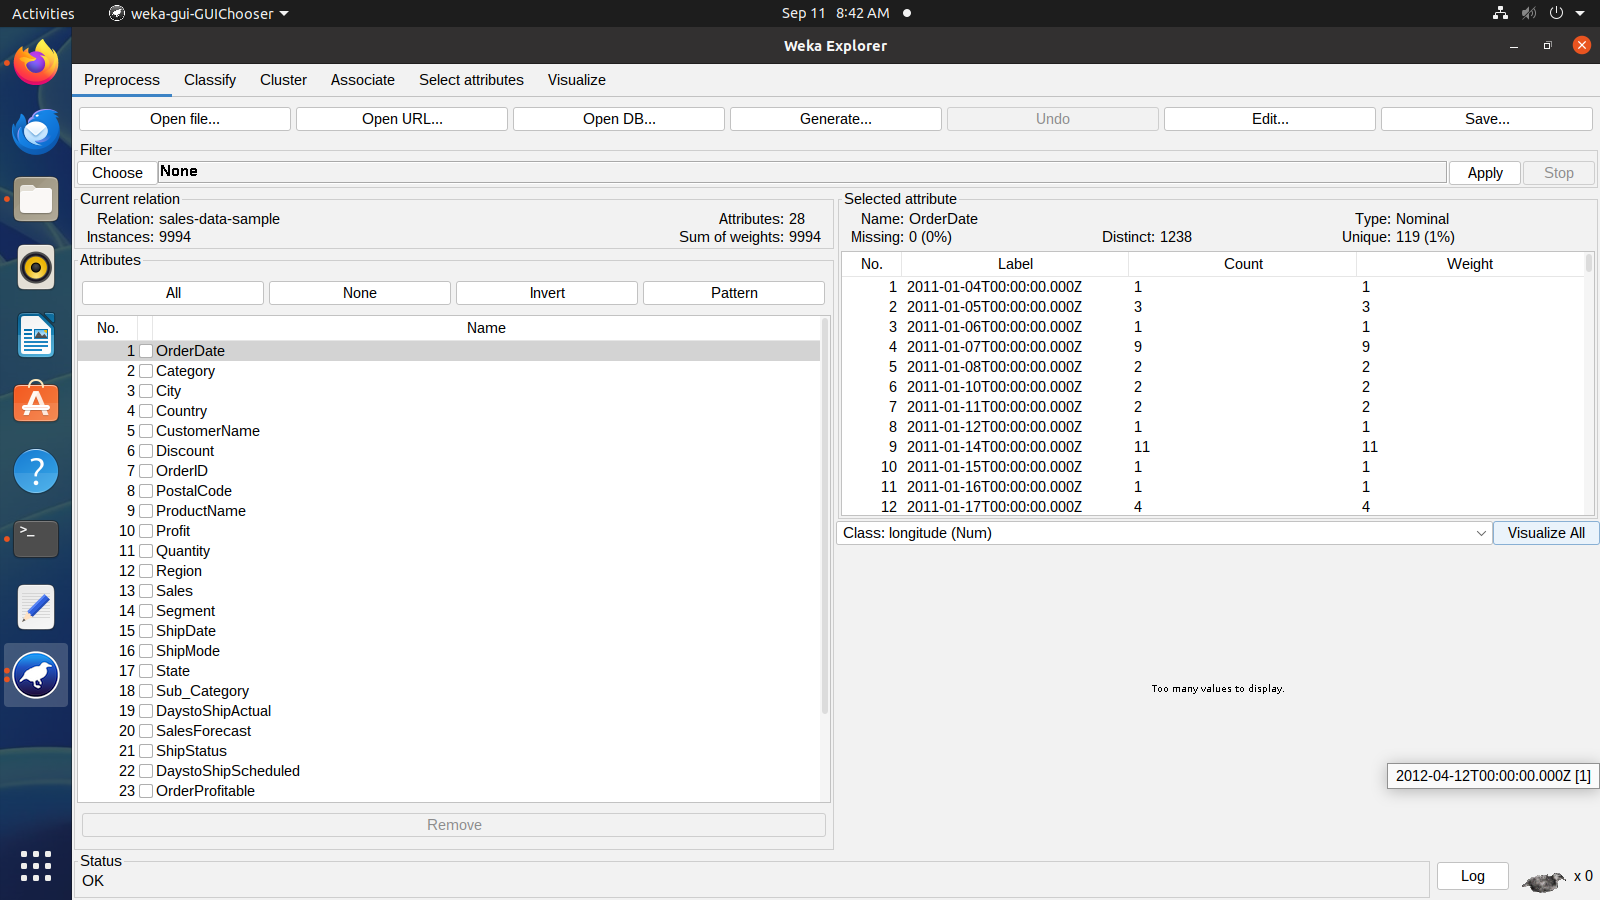 Activities
weka-gui-GUIChooser
Sep 11 8:42 AM
Weka Explorer
Preprocess Classify Cluster Associate Select attributes Visualize
Open file... Open URL... Open DB... Generate... Undo Edit... Save...
Filter
Choose None Apply Stop
Current relation
Relation: sales-data-sample Attributes: 28
Instances: 9994 Sum of weights: 9994
Attributes
All None Invert Pattern
No. Name
1 OrderDate
2 Category
3 City
4 Country
5 CustomerName
6 Discount
7 OrderID
8 PostalCode
9 ProductName
10 Profit
11 Quantity
12 Region
13 Sales
14 Segment
15 ShipDate
16 ShipMode
17 State
18 Sub_Category
19 DaystoShipActual
20 SalesForecast
21 ShipStatus
22 DaystoShipScheduled
23 OrderProfitable
Remove
Selected attribute
Name: OrderDate Type: Nominal
Missing: 0 (0%) Distinct: 1238 Unique: 119 (1%)
No. Label Count Weight
1 2011-01-04T00:00:00.000Z 1 1
2 2011-01-05T00:00:00.000Z 3 3
3 2011-01-06T00:00:00.000Z 1 1
4 2011-01-07T00:00:00.000Z 9 9
5 2011-01-08T00:00:00.000Z 2 2
6 2011-01-10T00:00:00.000Z 2 2
7 2011-01-11T00:00:00.000Z 2 2
8 2011-01-12T00:00:00.000Z 1 1
9 2011-01-14T00:00:00.000Z 11 11
10 2011-01-15T00:00:00.000Z 1 1
11 2011-01-16T00:00:00.000Z 1 1
12 2011-01-17T00:00:00.000Z 4 4
Class: longitude (Num) Visualize All
Too many values to display.
2012-04-12T00:00:00.000Z [1]
Status
OK
Log
x 0